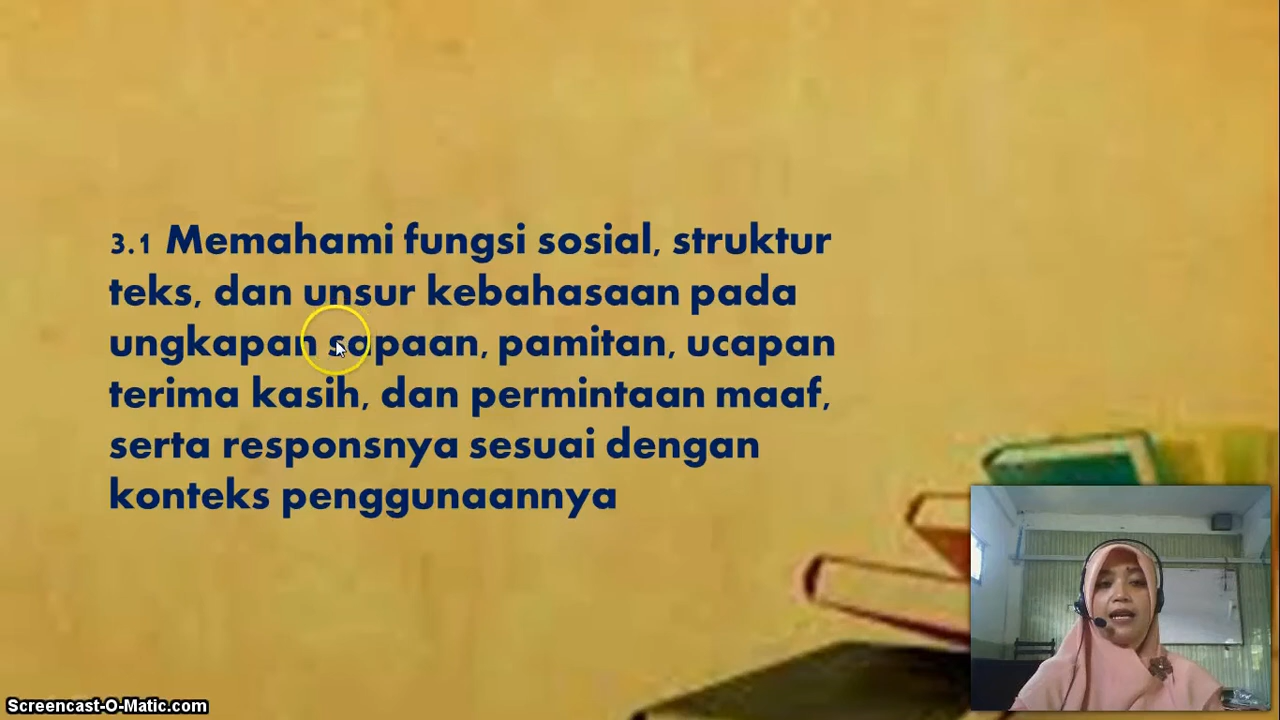 3.1 Memahami fungsi sosial, struktur
teks, dan unsur kebahasaan pada
ungkapan sapaan, pamitan, ucapan
terima kasih, dan permintaan maaf,
serta responsnya sesuai dengan
konteks penggunaannya
Screencast-O-Matic.com